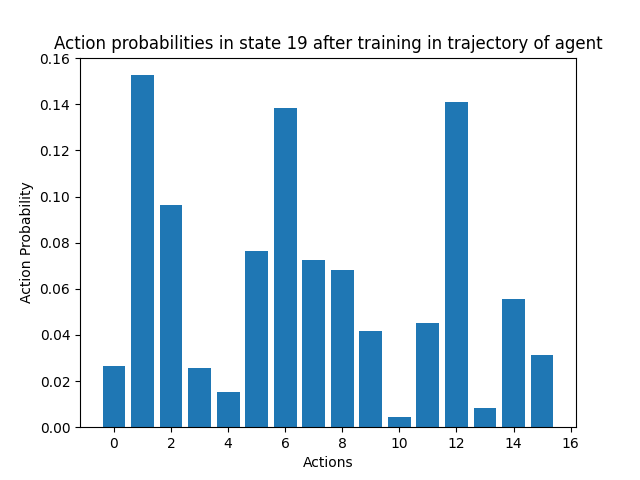 Action probabilities in state 19 after training in trajectory of agent
0.16
0.14
0.12
0.10
0.08
0.06
0.04
0.02
0.00
Action Probability
0 2 4 6 8 10 12 14 16
Actions